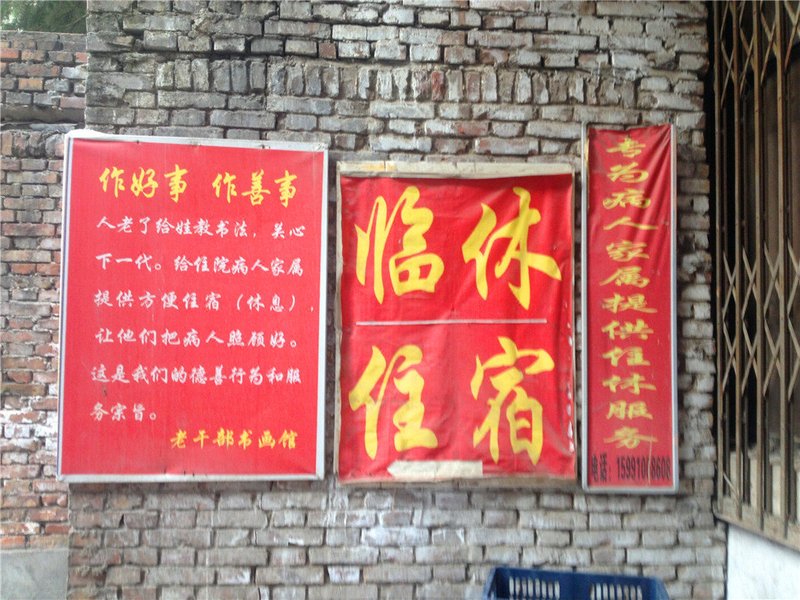 作好事 作善事
人老了给娃教书法，关心
下一代。给住院病人家属
提供方便住宿（休息），
让他们把病人照顾好。
这是我们的德善行为和服
务宗旨。
老干部书画馆
临休
住宿
专为病人家属提供住休服务
电话：